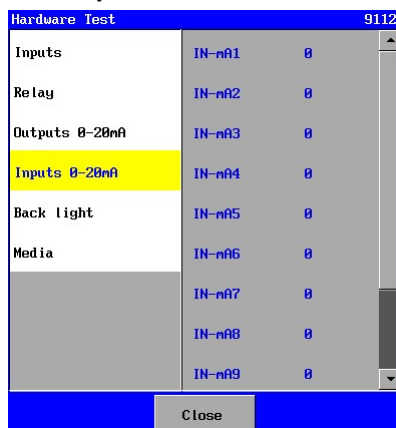 Hardware Test 9112
Inputs
Relay
Outputs 0-20mA
Inputs 0-20mA
Back light
Media
IN-mA1 0
IN-mA2 0
IN-mA3 0
IN-mA4 0
IN-mA5 0
IN-mA6 0
IN-mA7 0
IN-mA8 0
IN-mA9 0
Close